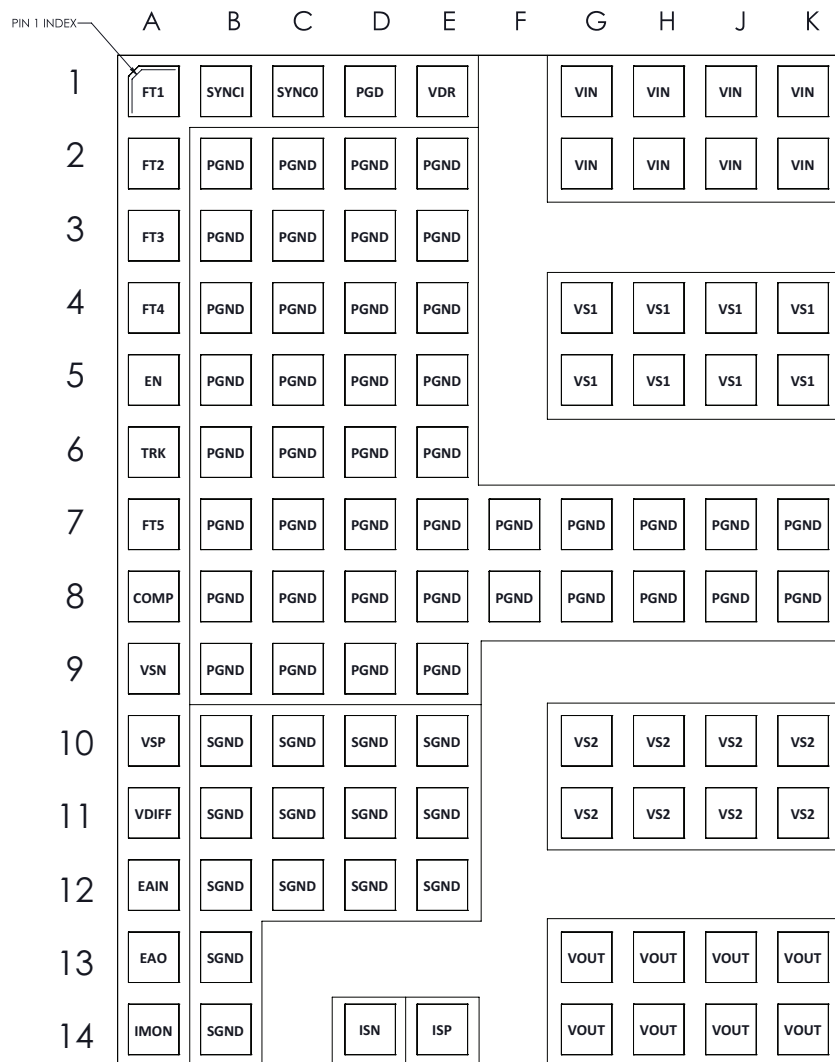 PIN 1 INDEX A B C D E F G H J K
1 FT1 SYNCI SYNC0 PGD VDR VIN VIN VIN VIN
2 FT2 PGND PGND PGND PGND VIN VIN VIN VIN
3 FT3 PGND PGND PGND PGND
4 FT4 PGND PGND PGND PGND VS1 VS1 VS1 VS1
5 EN PGND PGND PGND PGND VS1 VS1 VS1 VS1
6 TRK PGND PGND PGND PGND
7 FT5 PGND PGND PGND PGND PGND PGND PGND PGND PGND
8 COMP PGND PGND PGND PGND PGND PGND PGND PGND PGND
9 VSN PGND PGND PGND PGND
10 VSP SGND SGND SGND SGND VS2 VS2 VS2 VS2
11 VDIFF SGND SGND SGND SGND VS2 VS2 VS2 VS2
12 EAIN SGND SGND SGND SGND
13 EAO SGND VOUT VOUT VOUT VOUT
14 IMON SGND ISN ISP VOUT VOUT VOUT VOUT